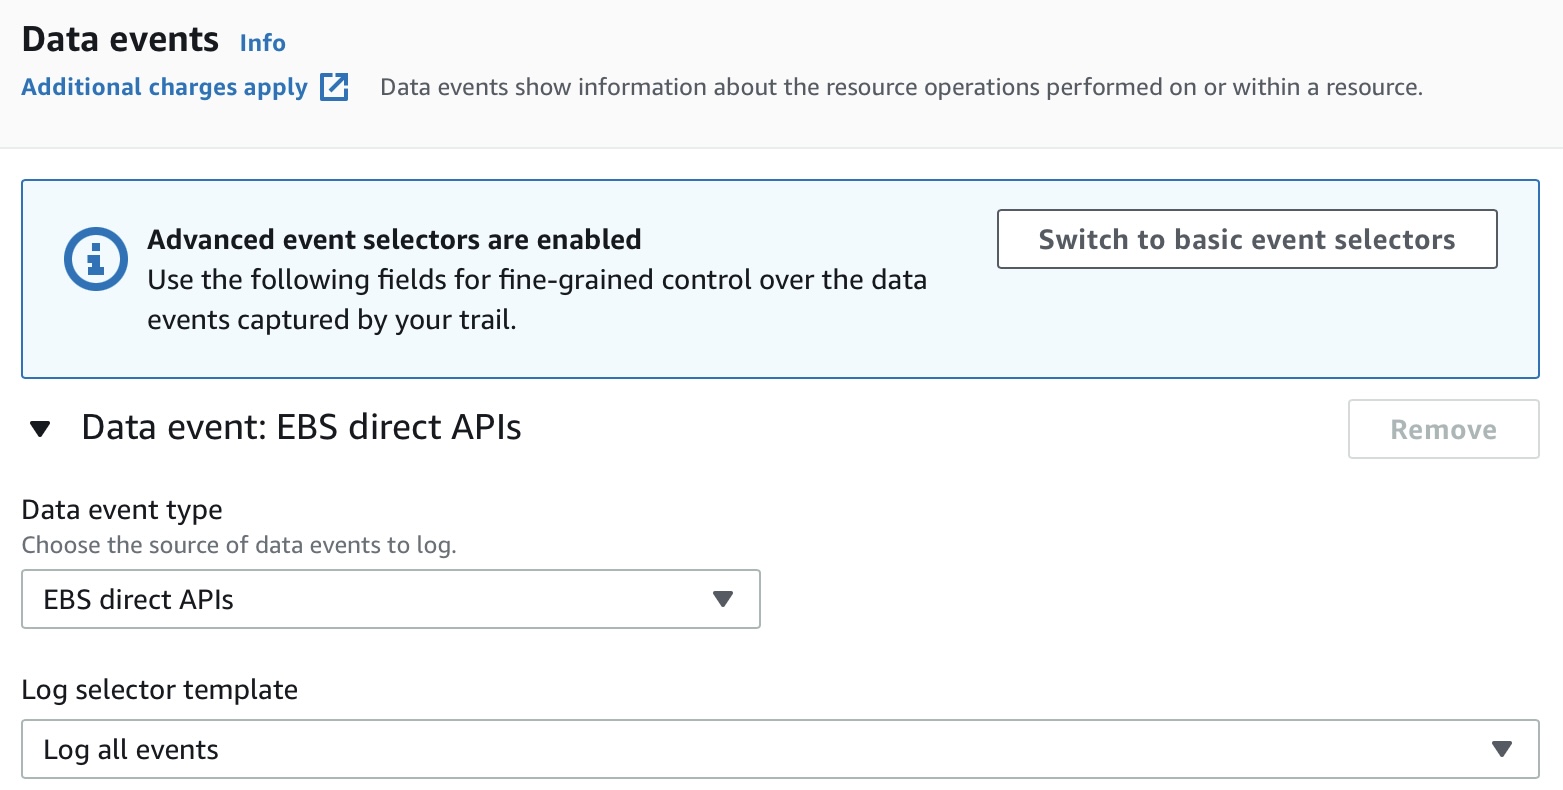 Data events Info
Additional charges apply Data events show information about the resource operations performed on or within a resource.
Advanced event selectors are enabled
Use the following fields for fine-grained control over the data
events captured by your trail.
Switch to basic event selectors
Data event: EBS direct APIs
Remove
Data event type
Choose the source of data events to log.
EBS direct APIs
Log selector template
Log all events